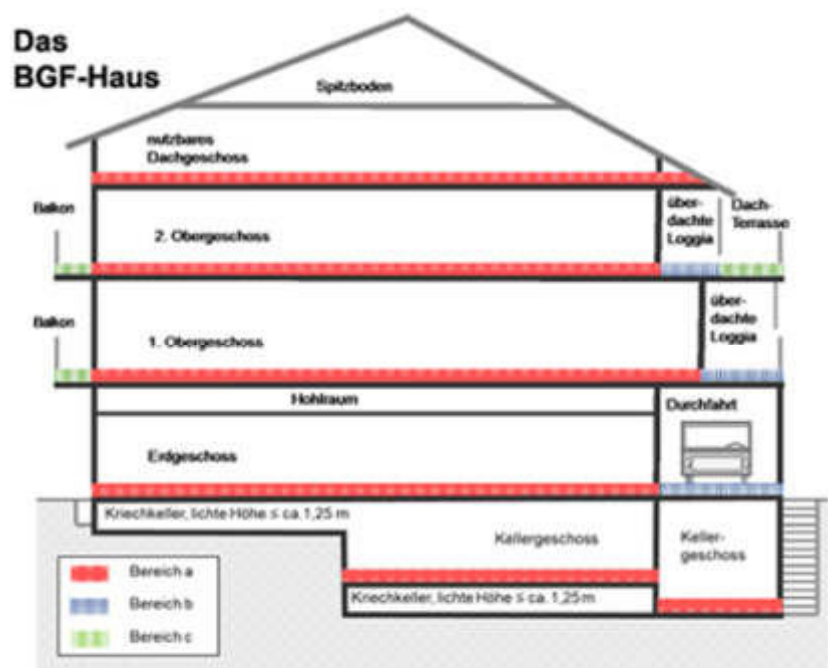 Das
BGF-Haus
Spitzboden
nutzbares
Dachgeschoss
Balkon
2. Obergeschoss
über-
dachte
Loggia
Dach-
Terrasse
Balkon
1. Obergeschoss
über-
dachte
Loggia
Hohlraum
Durchfahrt
Erdgeschoss
Kriechkeller, lichte Höhe ≤ ca. 1,25 m
Kellergeschoss
Keller-
geschoss
Kriechkeller, lichte Höhe ≤ ca. 1,25 m
Bereich a
Bereich b
Bereich c